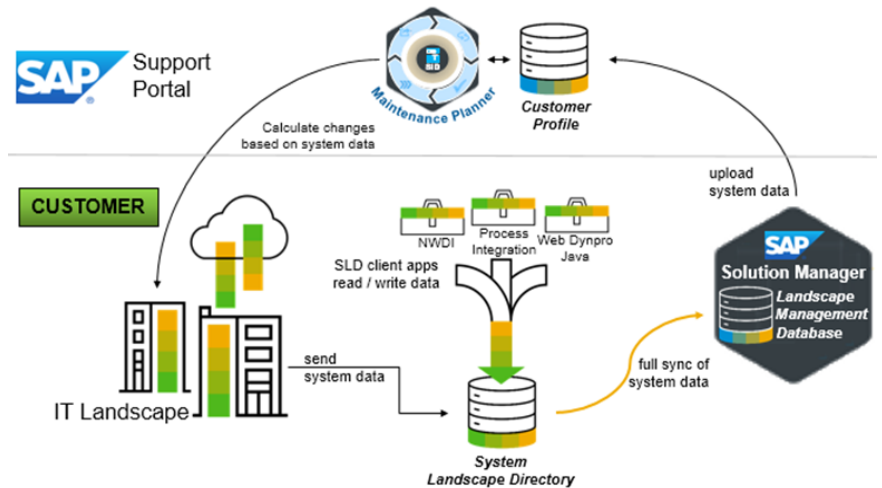 SAP
Support
Portal
SID
Maintenance Planner
Customer
Profile
Calculate changes
based on system data
upload
system data
CUSTOMER
NWDI
Process
Integration
Web Dynpro
Java
SLD client apps
read / write data
SAP
Solution Manager
Landscape
Management
Database
send
system data
full sync of
system data
IT Landscape
System
Landscape Directory